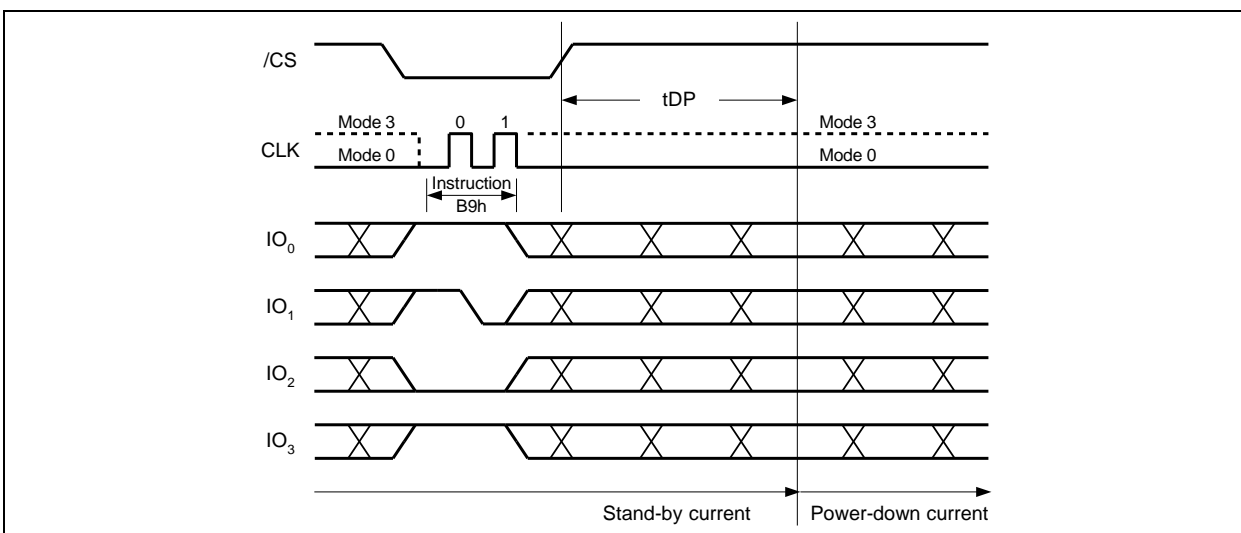 /CS
tDP
Mode 3 0 1 Mode 3
CLK
Mode 0 Mode 0
Instruction
B9h
IO0
IO1
IO2
IO3
Stand-by current Power-down current